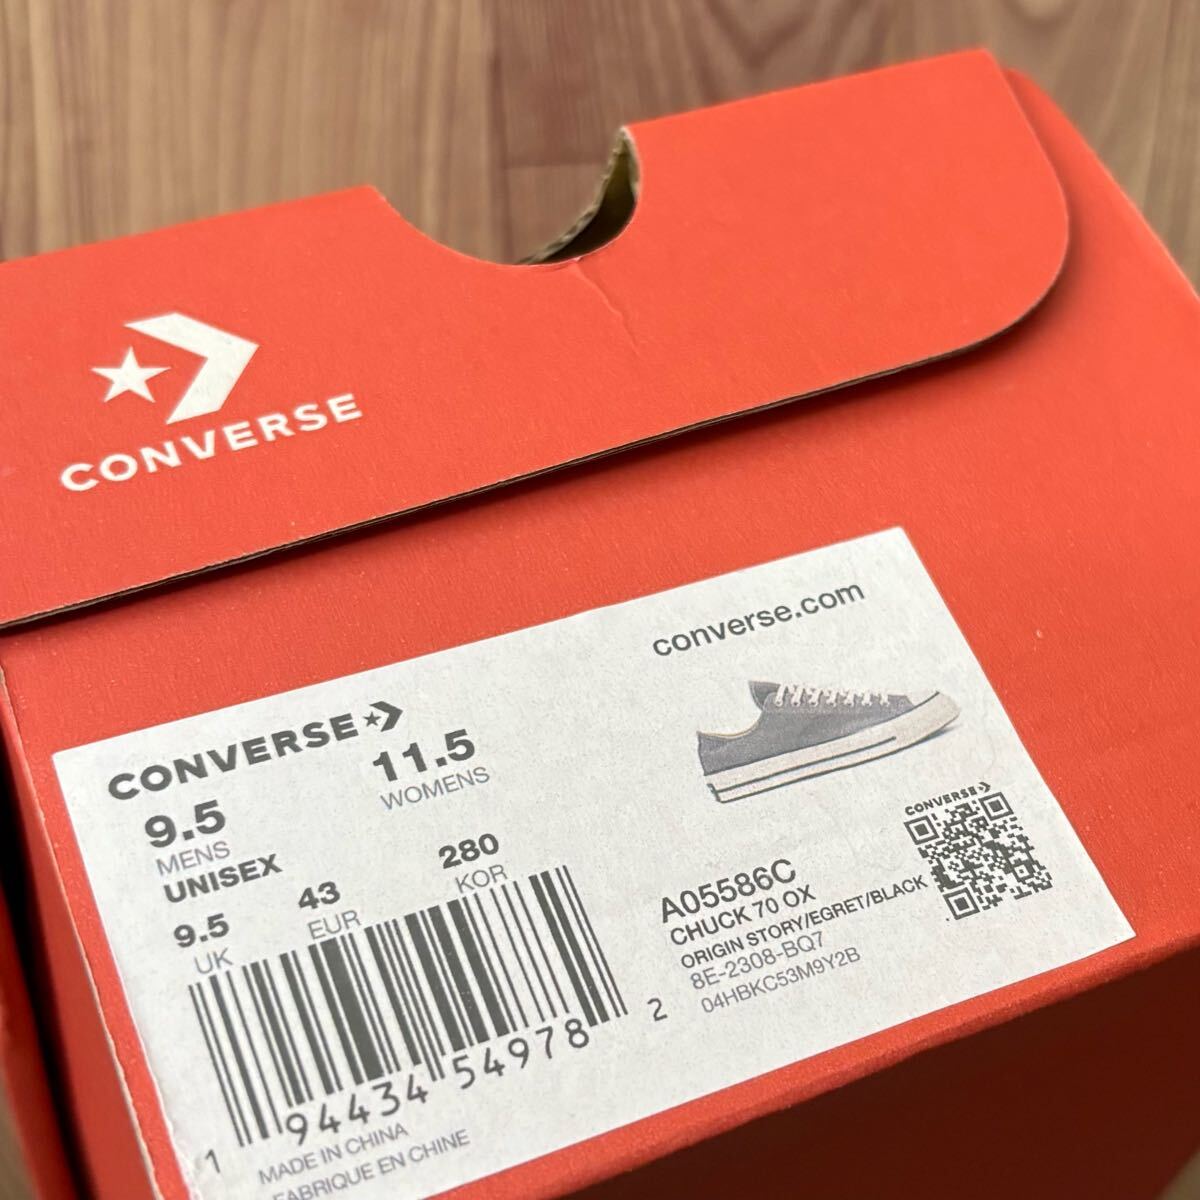 CONVERSE
converse.com
CONVERSE
9.5
MENS
11.5
WOMENS
UNISEX
9.5
UK
43
EUR
280
KOR
CONVERSE
A05586C
CHUCK 70 OX
ORIGIN STORY/EGRET/BLACK
8E-2308-BQ7
04HBKC53M9Y2B
1 94434 54978 2
MADE IN CHINA
FABRIQUE EN CHINE